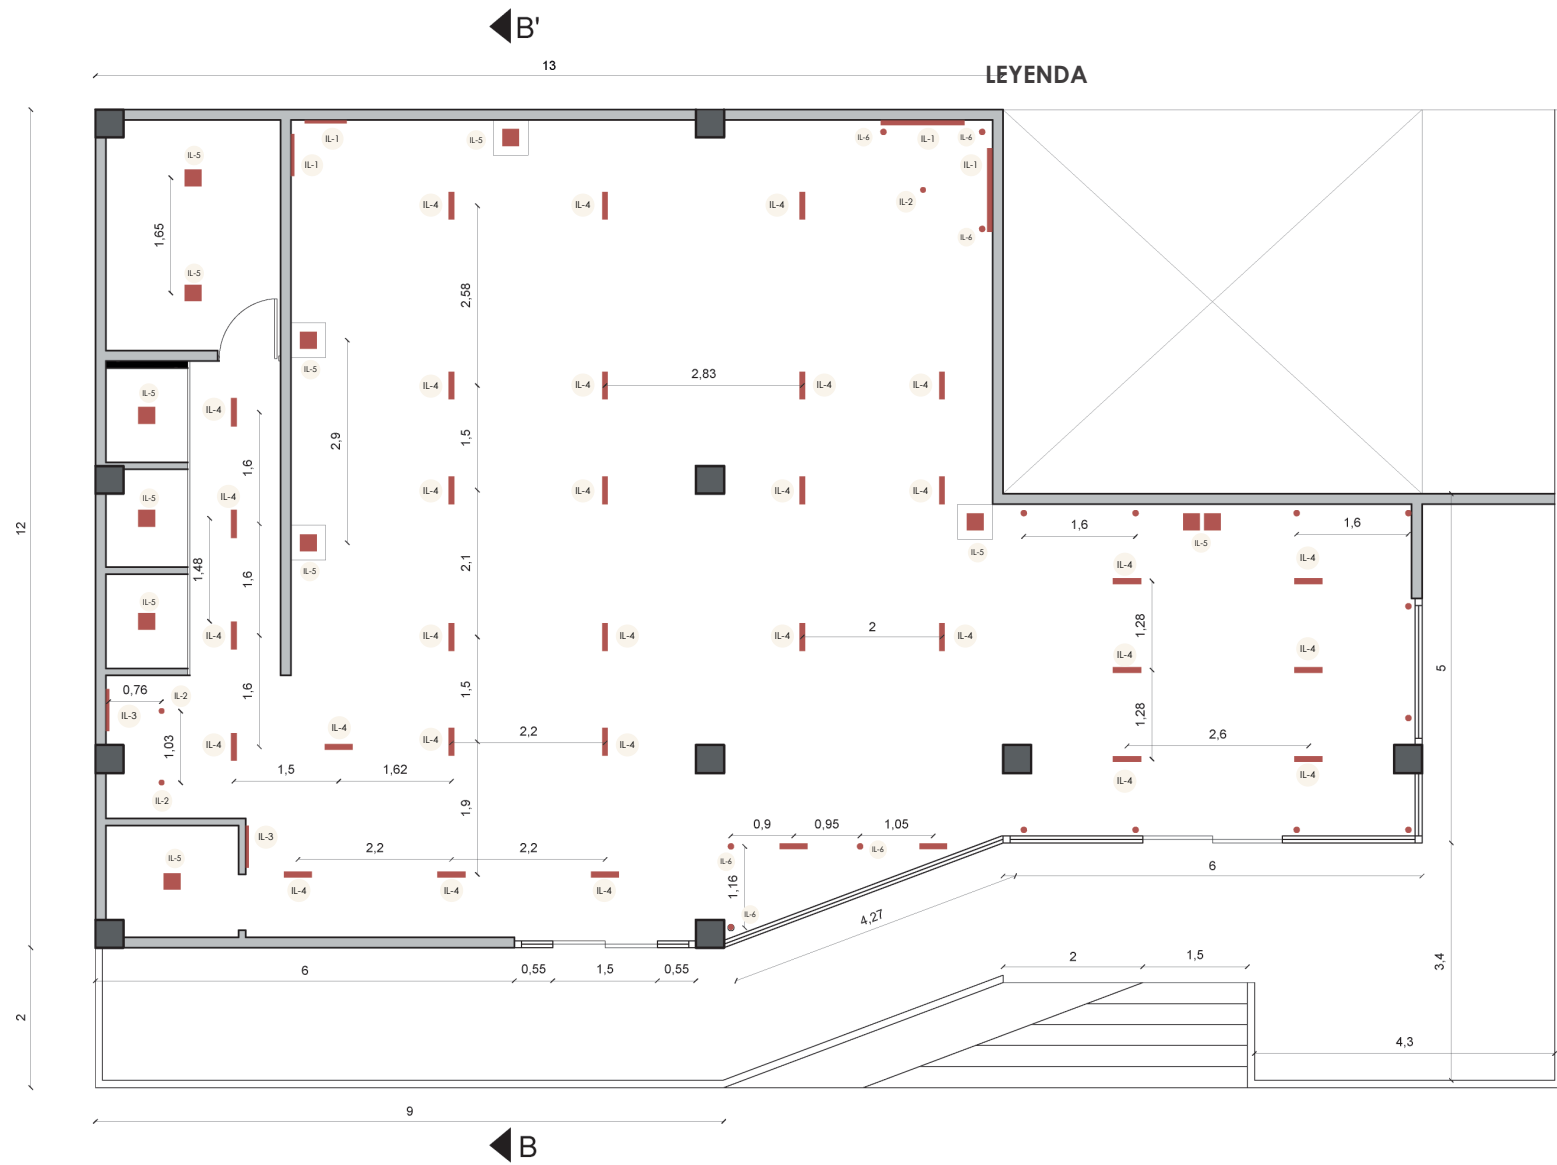 B'
13
LEYENDA
IL-1
IL-5
IL-6
IL-1
IL-6
IL-5
IL-1
IL-1
IL-4
IL-4
IL-4
IL-2
1,65
IL-6
IL-5
2,58
IL-5
2,83
IL-4
IL-4
IL-4
IL-4
IL-5
IL-4
2,9
1,5
1,6
IL-4
IL-4
IL-4
IL-4
IL-5
IL-4
12
1,6
IL-5
1,6
IL-5
IL-5
1,48
1,6
2,1
IL-4
IL-4
IL-5
IL-4
IL-4
IL-4
IL-4
2
IL-4
1,28
IL-4
IL-4
5
0,76
IL-2
1,6
1,5
IL-3
1,28
IL-4
IL-4
IL-4
2,2
IL-4
2,6
1,03
1,5
1,62
IL-4
IL-4
IL-2
1,9
0,9
0,95
1,05
IL-3
IL-5
2,2
2,2
IL-6
IL-6
6
IL-4
IL-4
IL-4
1,16
IL-6
4,27
6
0,55
1,5
0,55
2
1,5
3,4
2
4,3
9
B